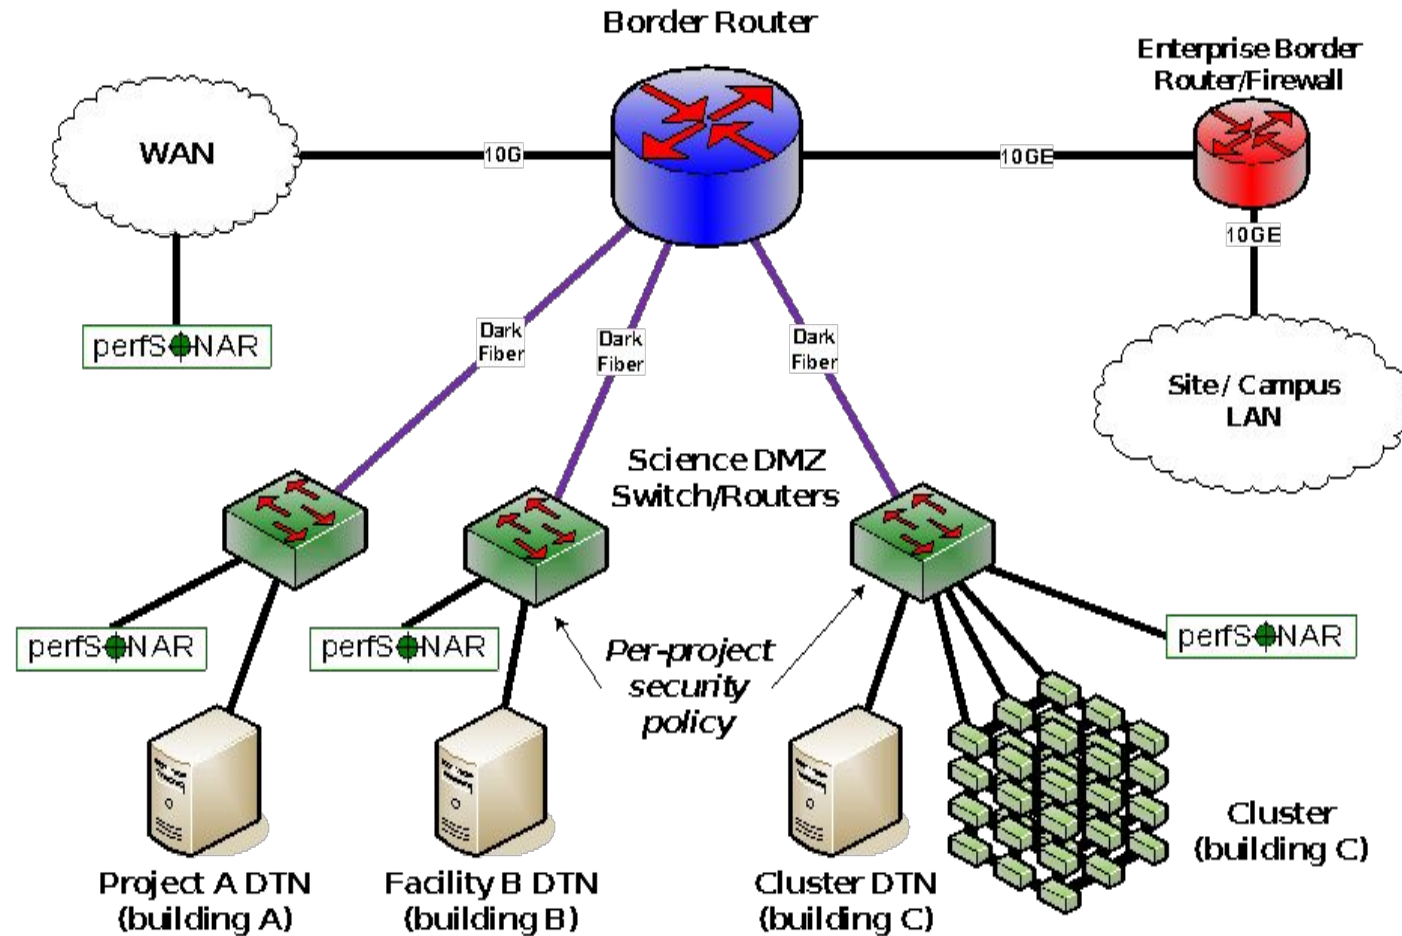 Border Router
Enterprise Border
Router/Firewall
WAN
10G
10GE
10GE
perfSONAR
Dark
Fiber
Dark
Fiber
Dark
Fiber
Site / Campus
LAN
Science DMZ
Switch/Routers
perfSONAR
perfSONAR
perfSONAR
Per-project
security
policy
Project A DTN
(building A)
Facility B DTN
(building B)
Cluster DTN
(building C)
Cluster
(building C)